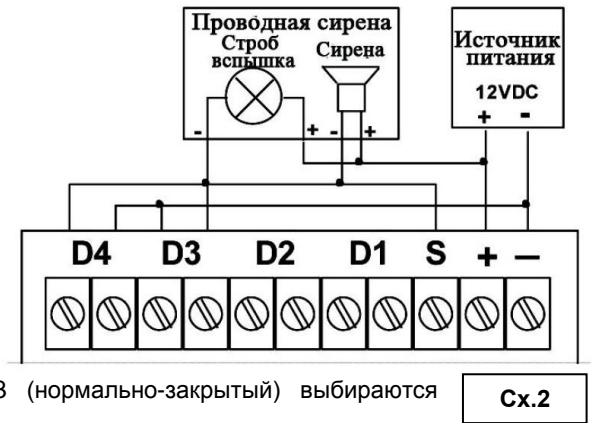 Проводная сирена
Строб
вспышка
Сирена
- + - +
Источник
питания
12VDC
+ -
D4 D3 D2 D1 S + —
(нормально-закрытый) выбираются
Сх.2